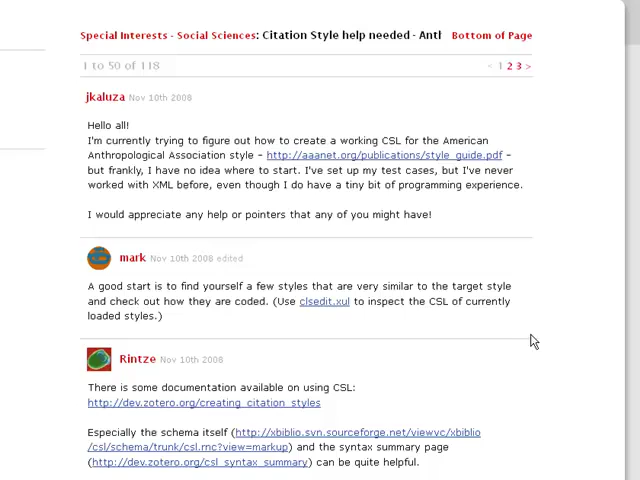 Special Interests - Social Sciences: Citation Style help needed - Anth Bottom of Page
1 to 50 of 118 < 1 2 3 >
jkaluza Nov 10th 2008
Hello all!
I'm currently trying to figure out how to create a working CSL for the American
Anthropological Association style – http://aaanet.org/publications/style_guide.pdf –
but frankly, I have no idea where to start. I've set up my test cases, but I've never
worked with XML before, even though I do have a tiny bit of programming experience.
I would appreciate any help or pointers that any of you might have!
mark Nov 10th 2008 edited
A good start is to find yourself a few styles that are very similar to the target style
and check out how they are coded. (Use clsedit.xul to inspect the CSL of currently
loaded styles.)
Rintze Nov 10th 2008
There is some documentation available on using CSL:
http://dev.zotero.org/creating_citation_styles
Especially the schema itself (http://xbiblio.svn.sourceforge.net/viewvc/xbiblio
/csl/schema/trunk/csl.rnc?view=markup) and the syntax summary page
(http://dev.zotero.org/csl_syntax_summary) can be quite helpful.